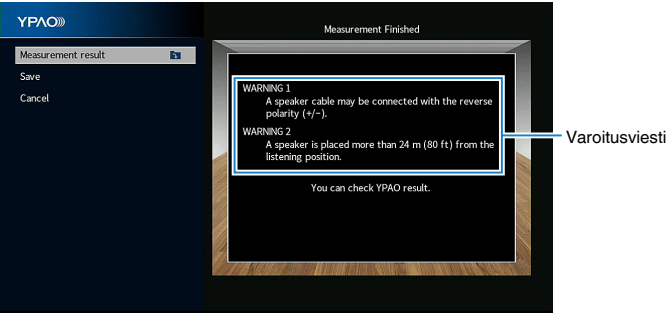 YPAO
Measurement Finished
Measurement result
Save
Cancel
WARNING 1
A speaker cable may be connected with the reverse
polarity (+/-).
WARNING 2
A speaker is placed more than 24 m (80 ft) from the
listening position.
You can check YPAO result.
Varoitusviesti